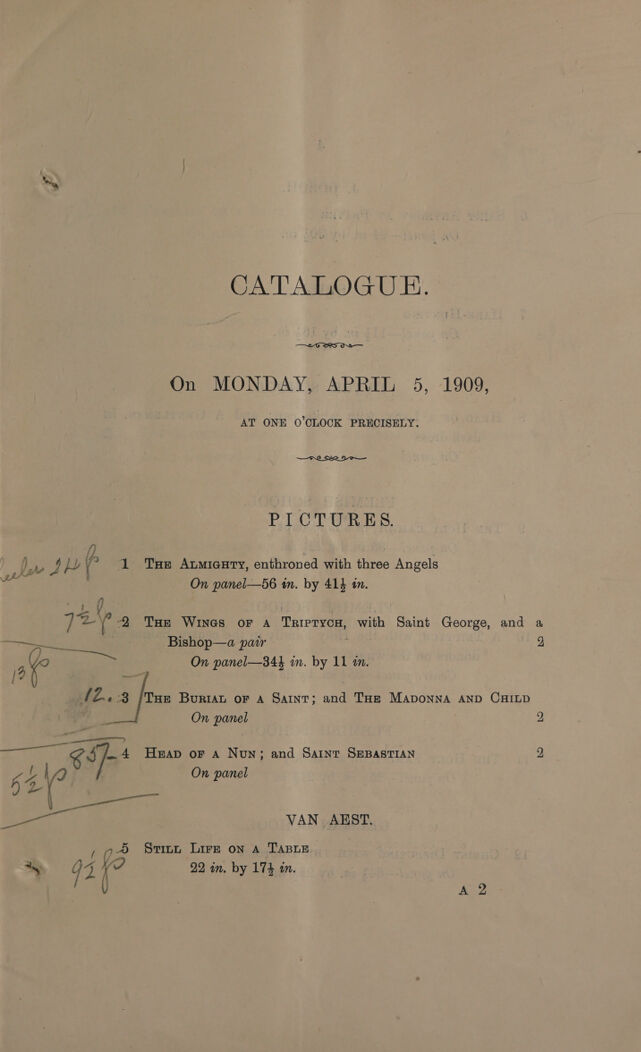 CATALOGUE.
On MONDAY, APRIL 5, 1909,
AT ONE O'CLOCK PRECISELY.
PICTURES.
1 THE ALMIGHTY, enthroned with three Angels
On panel—56 in. by 41½ in.
2 THE WINGS OF A TRIPTYCH, with Saint George, and a
Bishop—a pair 2
On panel—34½ in. by 11 in.
12. 3 THE BURIAL OF A SAINT; and THE MADONNA AND CHILD
On panel 2
4 HEAD OF A NUN; and SAINT SEBASTIAN 2
On panel
VAN AEST.
5 STILL LIFE ON A TABLE
22 in. by 17½ in.
A 2